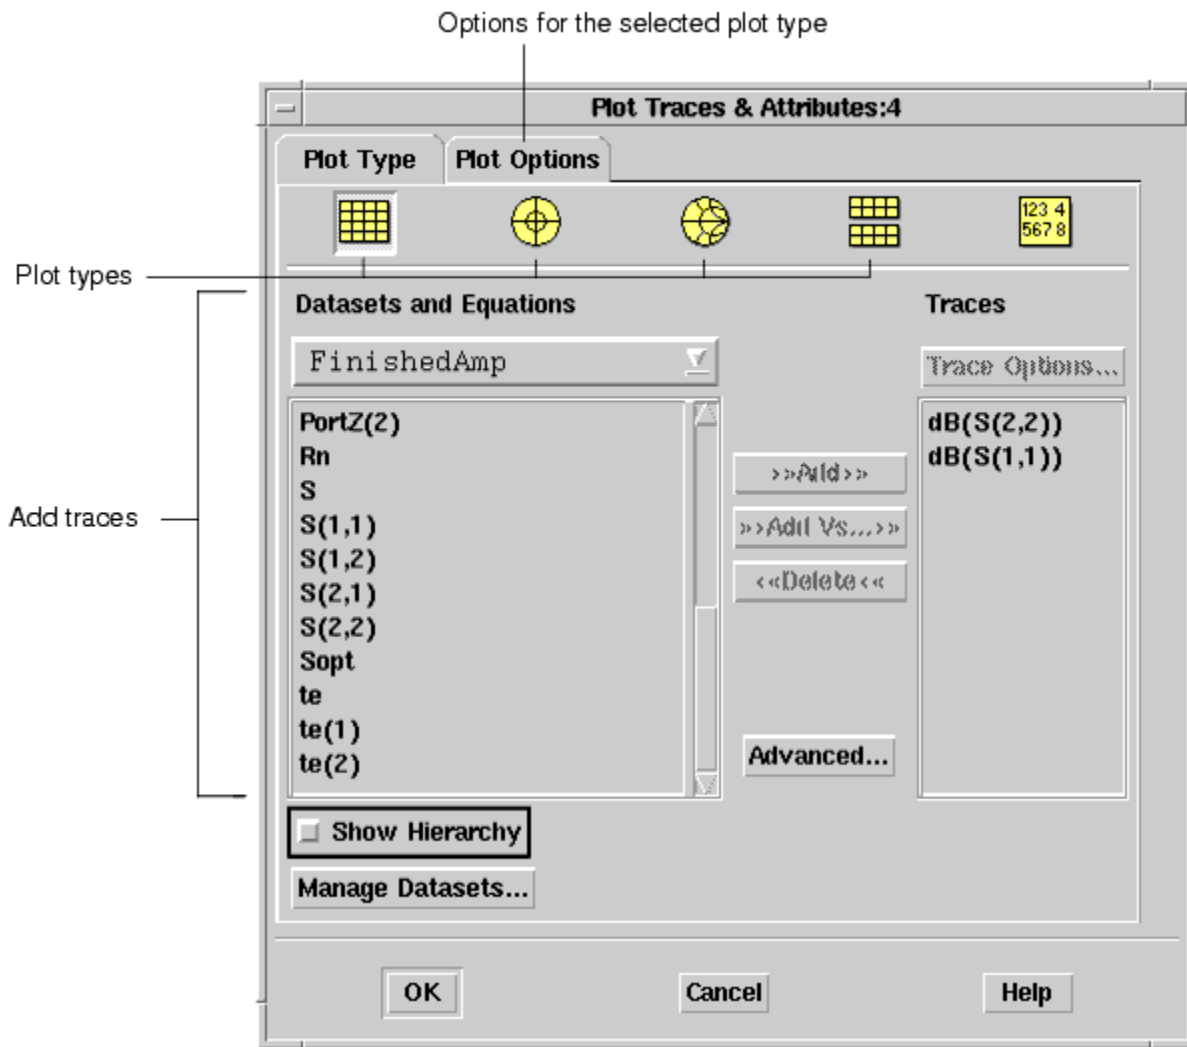 Options for the selected plot type
Plot Traces & Attributes:4
Plot Type
Plot Options
123 4
567 8
Plot types
Datasets and Equations
Traces
FinishedAmp
Trace Options...
PortZ(2)
Rn
S
S(1,1)
S(1,2)
S(2,1)
S(2,2)
Sopt
te
te(1)
te(2)
>>Add>>
>>Add Vs...>>
<<Delete<<
Advanced...
dB(S(2,2))
dB(S(1,1))
Add traces
Show Hierarchy
Manage Datasets...
OK
Cancel
Help